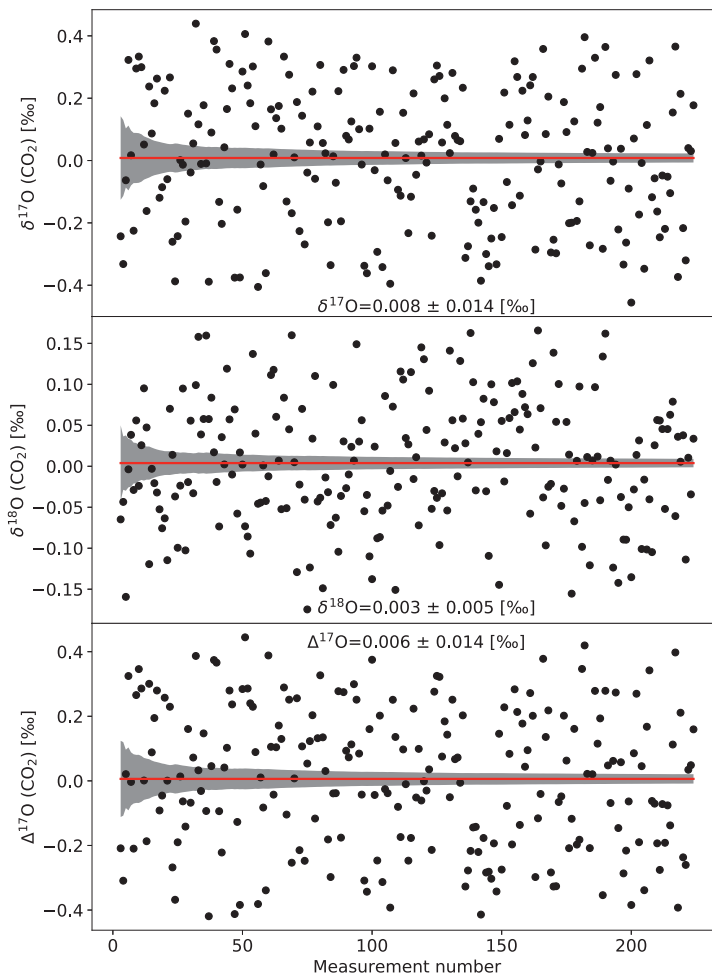 0.4
0.2
0.0
−0.2
−0.4
δ¹⁷O (CO₂) [‰]
δ¹⁷O=0.008 ± 0.014 [‰]
0.15
0.10
0.05
0.00
−0.05
−0.10
−0.15
δ¹⁸O (CO₂) [‰]
δ¹⁸O=0.003 ± 0.005 [‰]
Δ¹⁷O=0.006 ± 0.014 [‰]
0.4
0.2
0.0
−0.2
−0.4
Δ¹⁷O (CO₂) [‰]
0 50 100 150 200
Measurement number